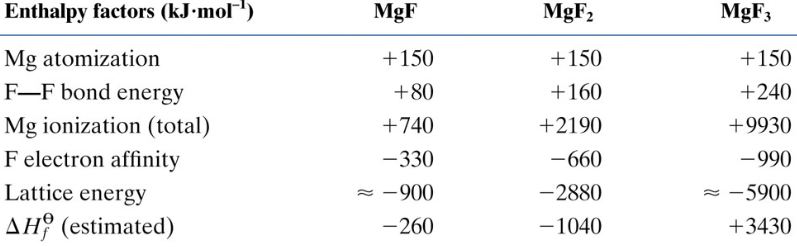 Enthalpy factors (kJ·mol⁻¹) MgF MgF₂ MgF₃
Mg atomization +150 +150 +150
F—F bond energy +80 +160 +240
Mg ionization (total) +740 +2190 +9930
F electron affinity −330 −660 −990
Lattice energy ≈ −900 −2880 ≈ −5900
ΔH_f^⊖ (estimated) −260 −1040 +3430